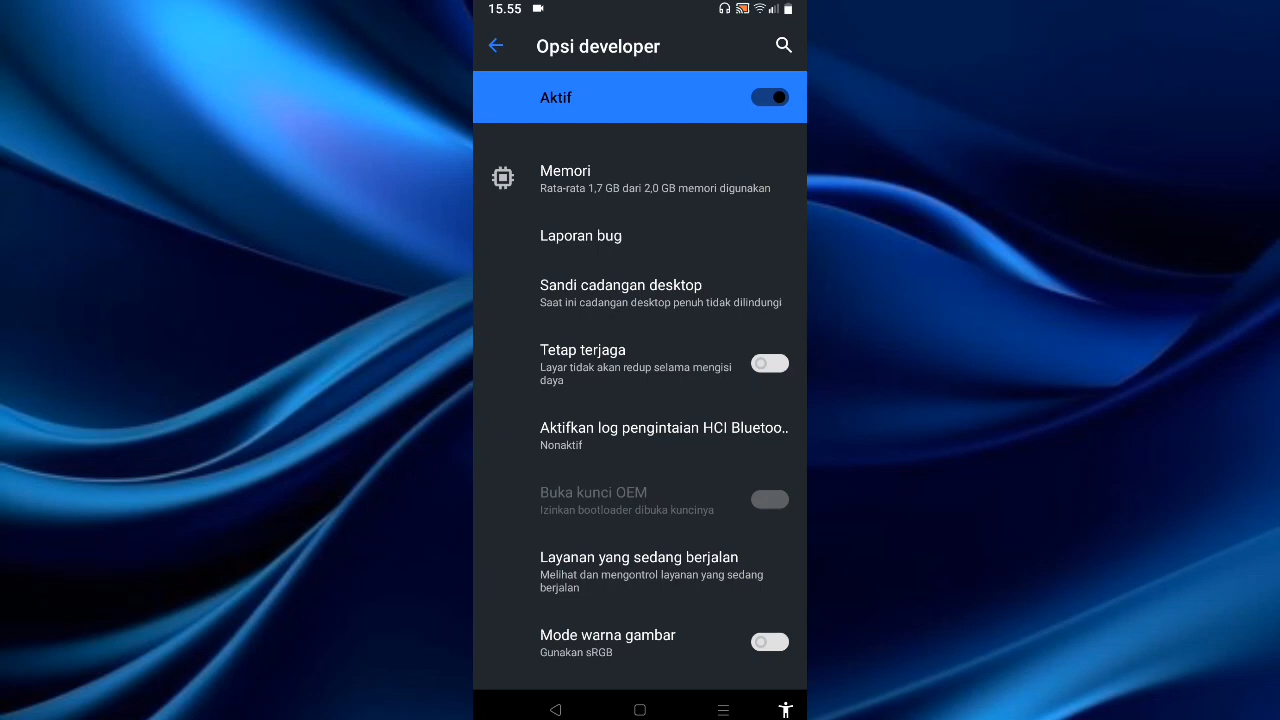 15.55
Opsi developer
Aktif
Memori
Rata-rata 1,7 GB dari 2,0 GB memori digunakan
Laporan bug
Sandi cadangan desktop
Saat ini cadangan desktop penuh tidak dilindungi
Tetap terjaga
Layar tidak akan redup selama mengisi
daya
Aktifkan log pengintaian HCI Bluetoo..
Nonaktif
Buka kunci OEM
Izinkan bootloader dibuka kuncinya
Layanan yang sedang berjalan
Melihat dan mengontrol layanan yang sedang
berjalan
Mode warna gambar
Gunakan sRGB